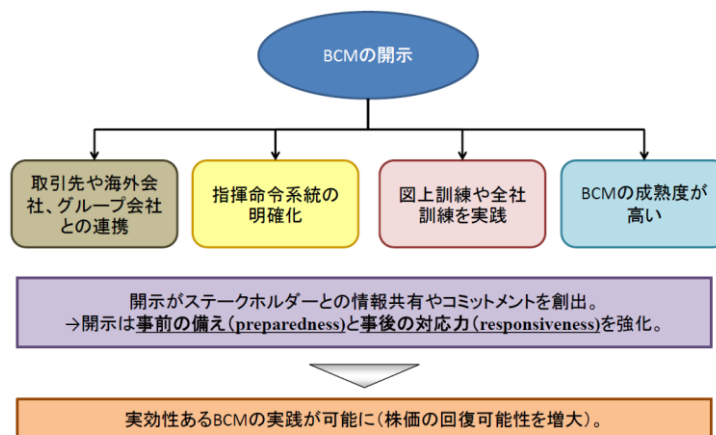 BCMの開示
取引先や海外会
社、グループ会社
との連携
指揮命令系統の
明確化
図上訓練や全社
訓練を実践
BCMの成熟度が
高い
開示がステークホルダーとの情報共有やコミットメントを創出。
→開示は事前の備え(preparedness)と事後の対応力(responsiveness)を強化。
実効性あるBCMの実践が可能に(株価の回復可能性を増大)。